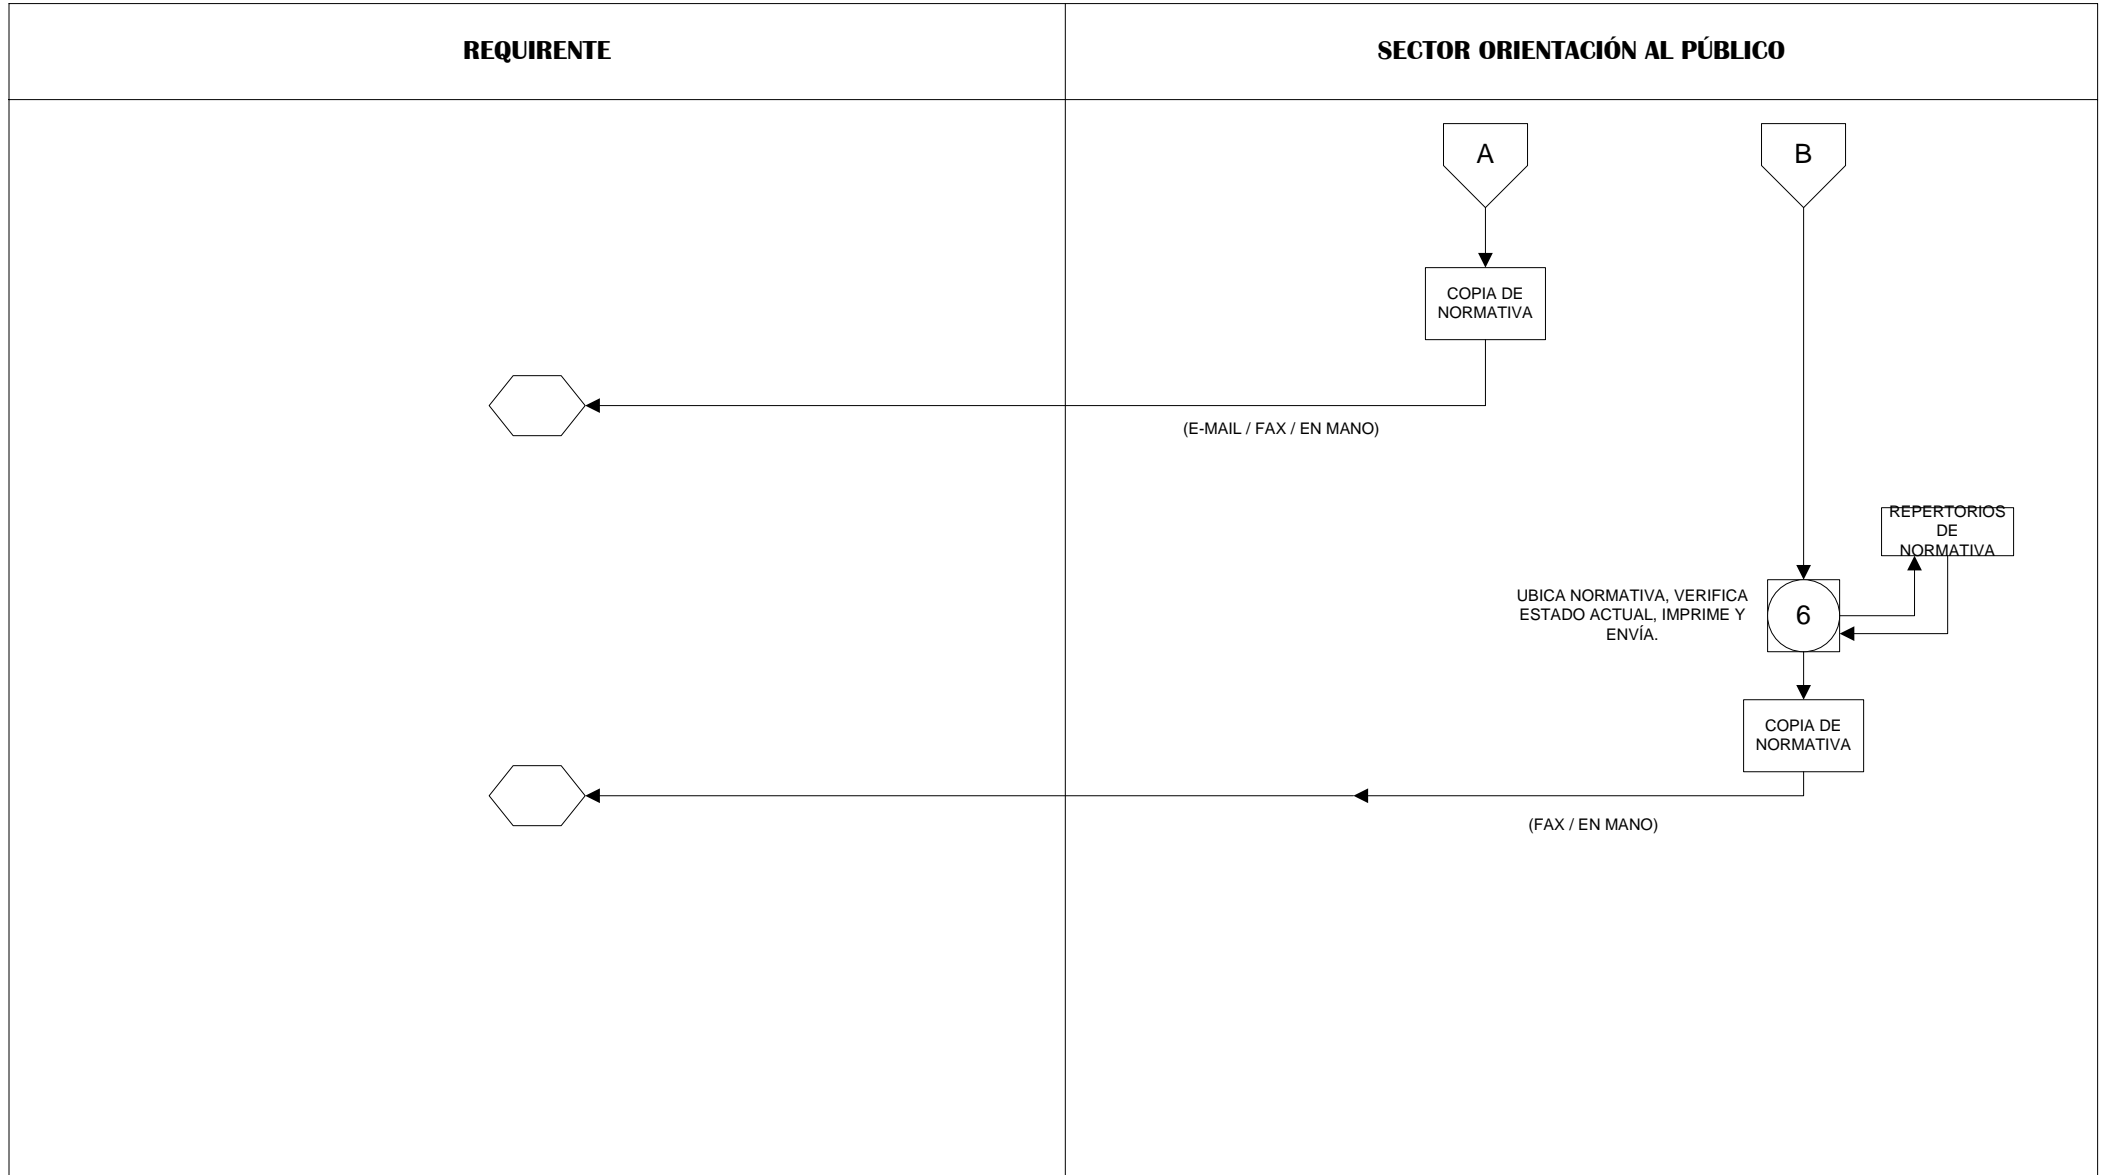 REQUIRENTE
SECTOR ORIENTACIÓN AL PÚBLICO
A
B
COPIA DE
NORMATIVA
(E-MAIL / FAX / EN MANO)
REPERTORIOS
DE
NORMATIVA
UBICA NORMATIVA, VERIFICA
ESTADO ACTUAL, IMPRIME Y
ENVÍA.
6
COPIA DE
NORMATIVA
(FAX / EN MANO)